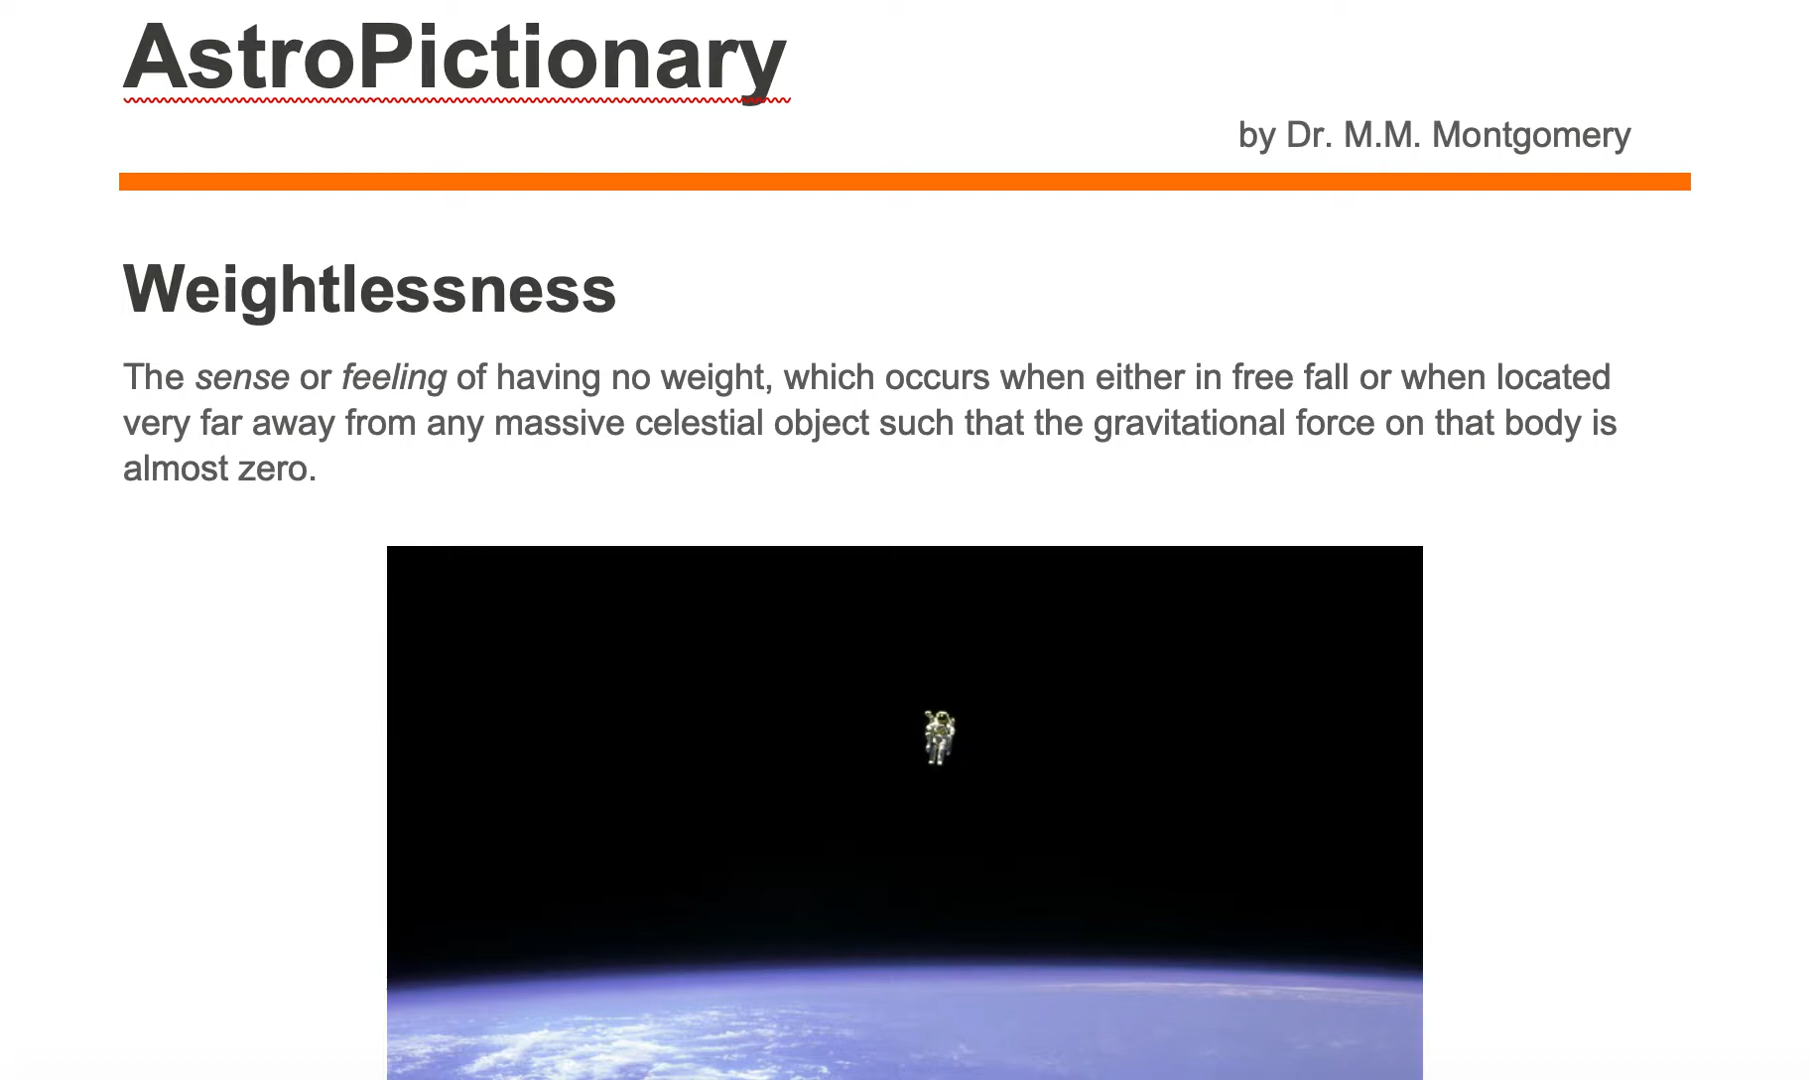 AstroPictionary
by Dr. M.M. Montgomery
Weightlessness
The sense or feeling of having no weight, which occurs when either in free fall or when located
very far away from any massive celestial object such that the gravitational force on that body is
almost zero.